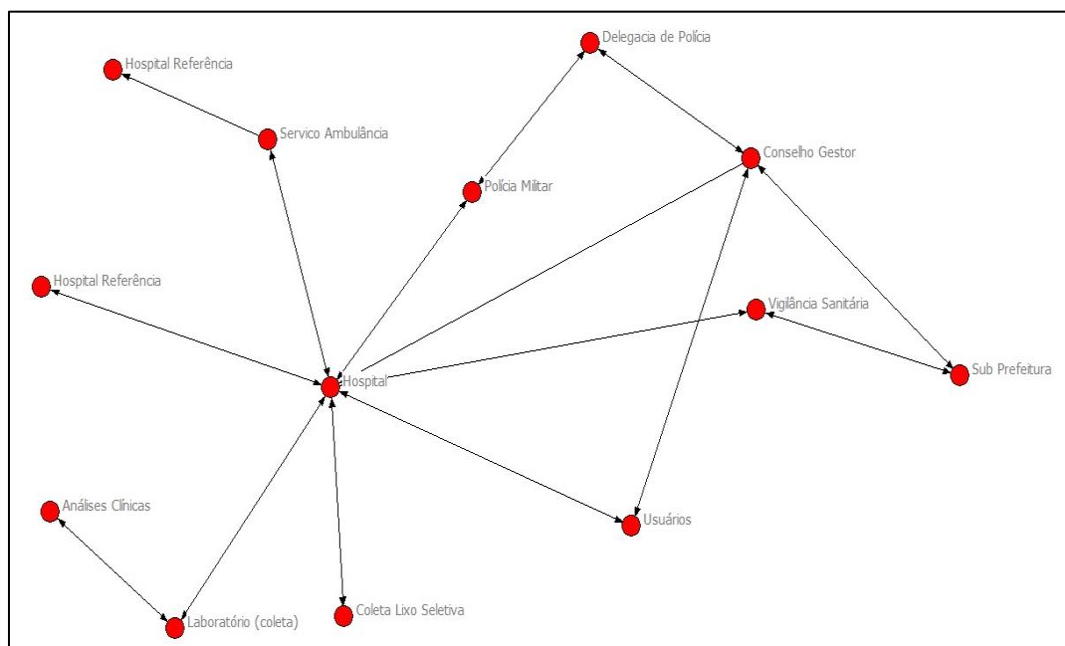 Delegacia de Polícia
Hospital Referência
Servico Ambulância
Conselho Gestor
Polícia Militar
Hospital Referência
Vigilância Sanitária
Sub Prefeitura
Hospital
Análises Clínicas
Usuários
Coleta Lixo Seletiva
Laboratório (coleta)